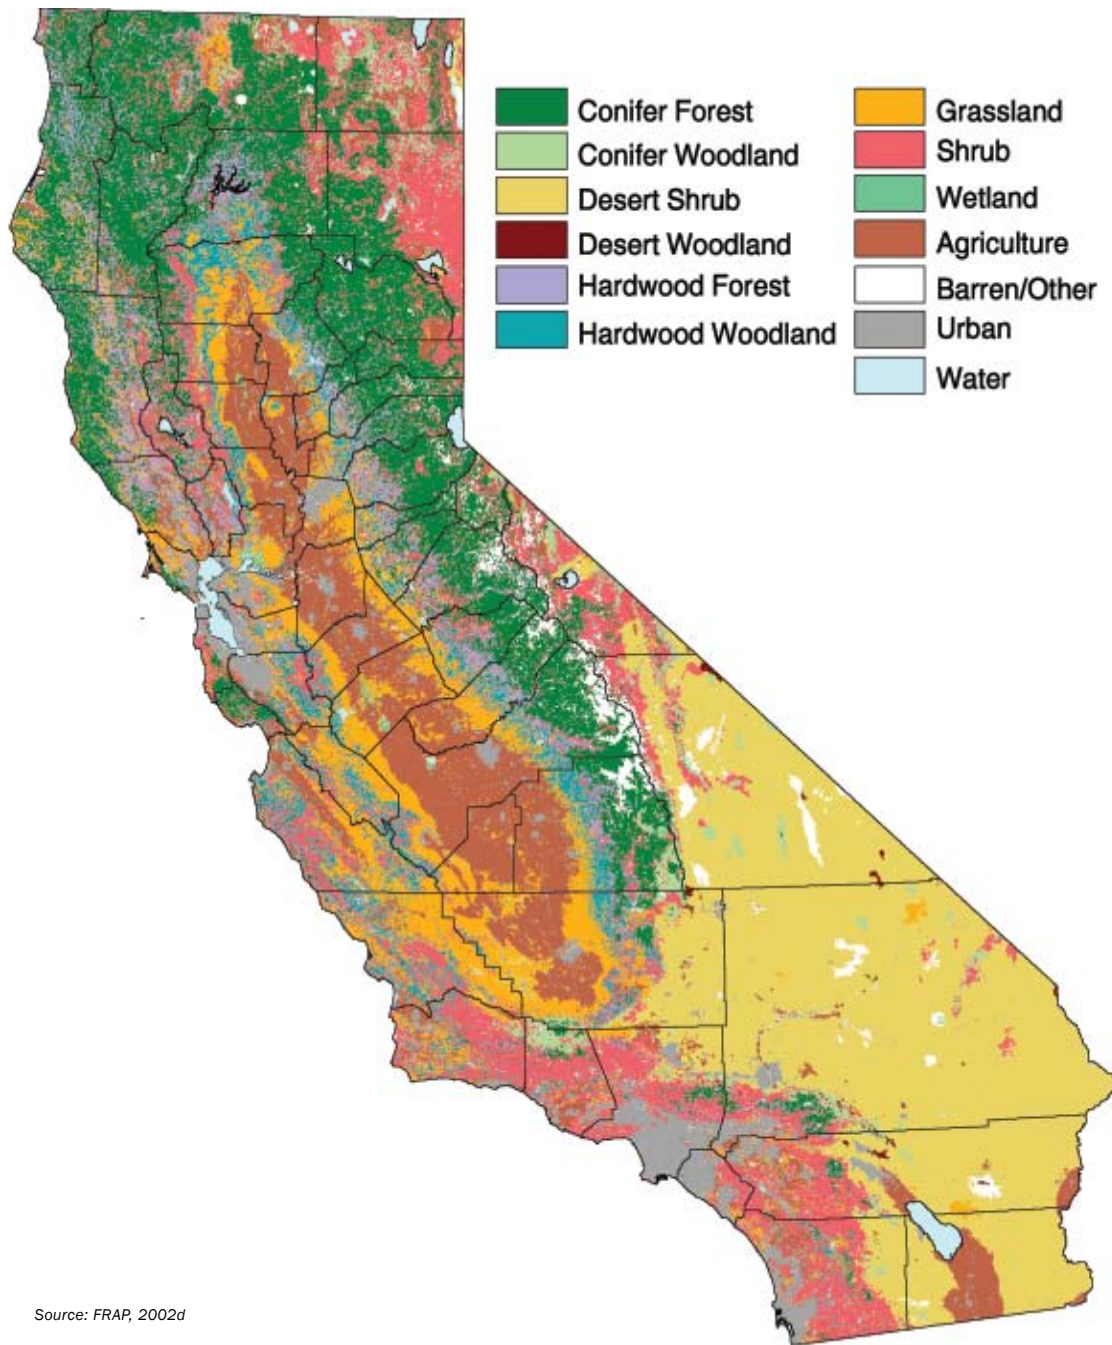 Conifer Forest
Conifer Woodland
Desert Shrub
Desert Woodland
Hardwood Forest
Hardwood Woodland
Grassland
Shrub
Wetland
Agriculture
Barren/Other
Urban
Water
Source: FRAP, 2002d